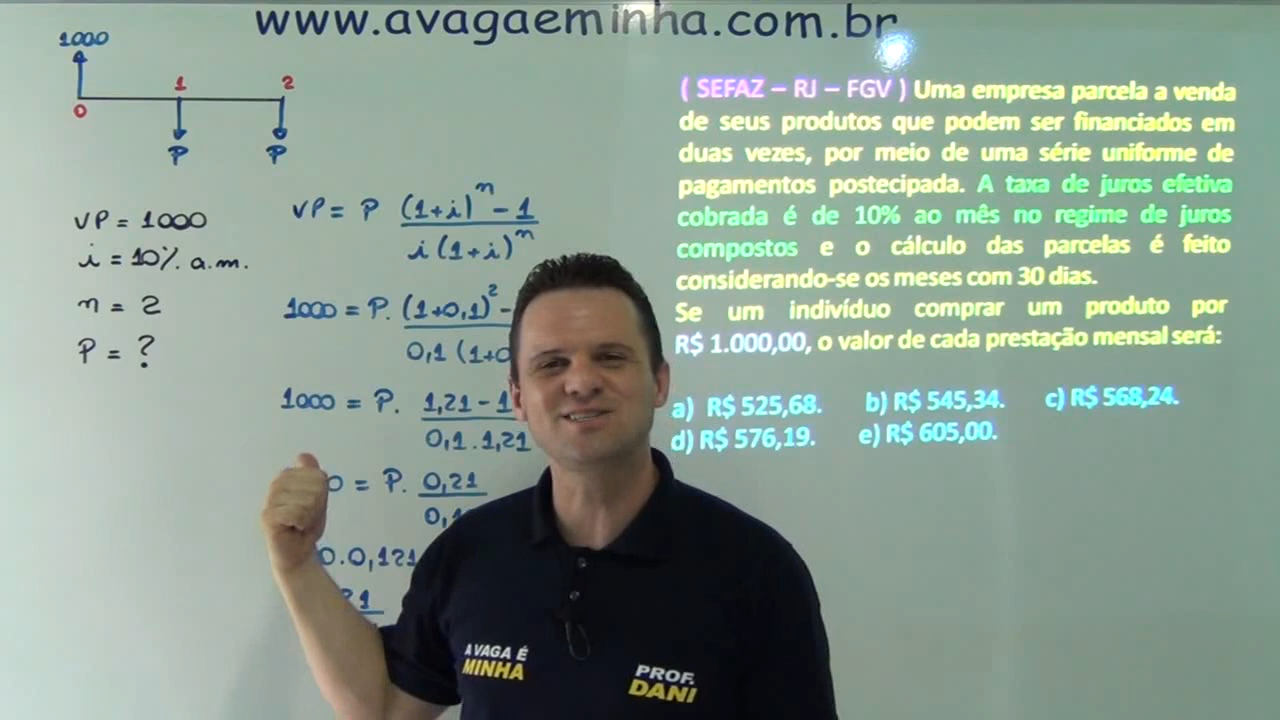 www.avagaeminha.com.br
1000
0 1 2
P P
VP = 1000
i = 10% a.m.
n = 2
P = ?
VP = P (1+i)^n - 1
i (1+i)^n
1000 = P. (1+0,1)^2 -
0,1 (1+0
1000 = P. 1,21 - 1
0,1 . 1,21
0 = P. 0,21
0,1
0.0,121
21
( SEFAZ – RJ – FGV ) Uma empresa parcela a venda
de seus produtos que podem ser financiados em
duas vezes, por meio de uma série uniforme de
pagamentos postecipada. A taxa de juros efetiva
cobrada é de 10% ao mês no regime de juros
compostos e o cálculo das parcelas é feito
considerando-se os meses com 30 dias.
Se um indivíduo comprar um produto por
R$ 1.000,00, o valor de cada prestação mensal será:
a) R$ 525,68. b) R$ 545,34. c) R$ 568,24.
d) R$ 576,19. e) R$ 605,00.
A VAGA É
MINHA
PROF.
DANI